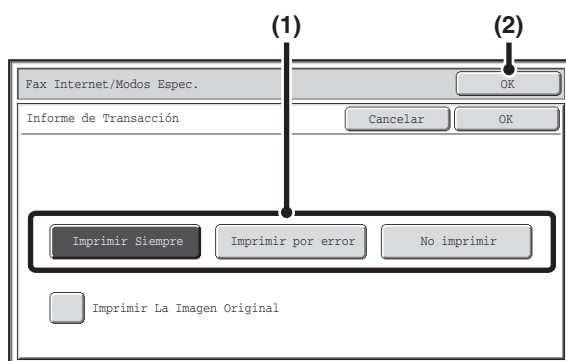 (1) (2)
Fax Internet/Modos Espec. OK
Informe de Transacción Cancelar OK
Imprimir Siempre Imprimir por error No imprimir
Imprimir La Imagen Original